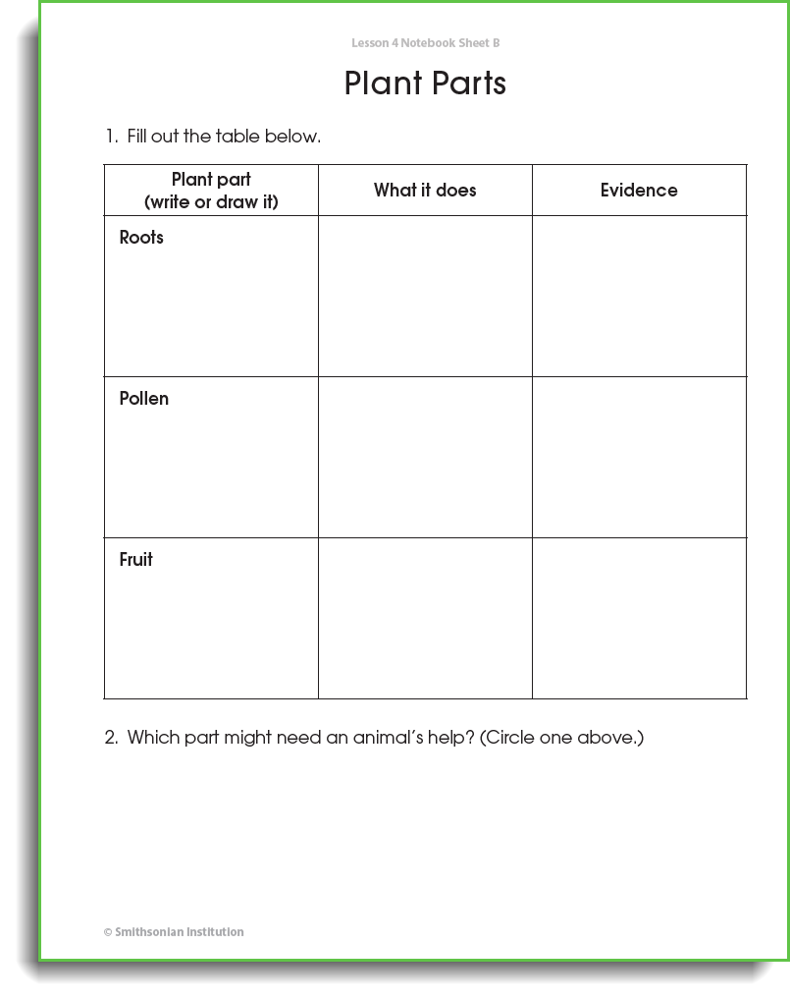 Lesson 4 Notebook Sheet B
Plant Parts
1. Fill out the table below.
Plant part
(write or draw it)
What it does
Evidence
Roots
Pollen
Fruit
2. Which part might need an animal's help? (Circle one above.)
© Smithsonian Institution